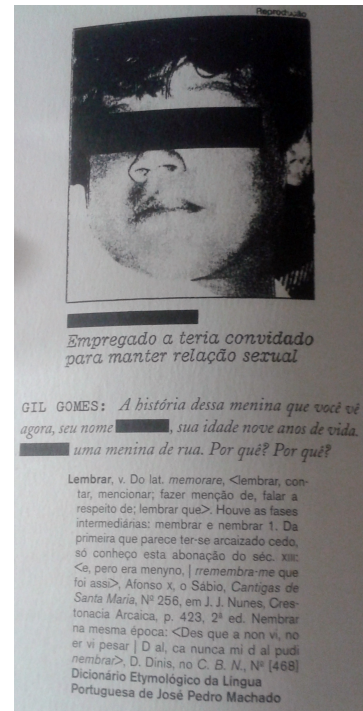 Reprodução
Empregado a teria convidado
para manter relação sexual
GIL GOMES: A história dessa menina que você vê
agora, seu nome , sua idade nove anos de vida.
uma menina de rua. Por quê? Por quê?
Lembrar, v. Do lat. memorare, <lembrar, con-
tar, mencionar; fazer menção de, falar a
respeito de; lembrar que>. Houve as fases
intermediárias: membrar e nembrar 1. Da
primeira que parece ter-se arcaizado cedo,
só conheço esta abonação do séc. XIII:
<e, pero era menyno, | rremembra-me que
foi assi>, Afonso X, o Sábio, Cantigas de
Santa Maria, Nº 256, em J. J. Nunes, Cres-
tonacia Arcaica, p. 423, 2ª ed. Nembrar
na mesma época: <Des que a non vi, no
er vi pesar | D al, ca nunca mi d al pudi
nembrar>, D. Dinis, no C. B. N., Nº [468]
Dicionário Etymológico da Língua
Portuguesa de José Pedro Machado